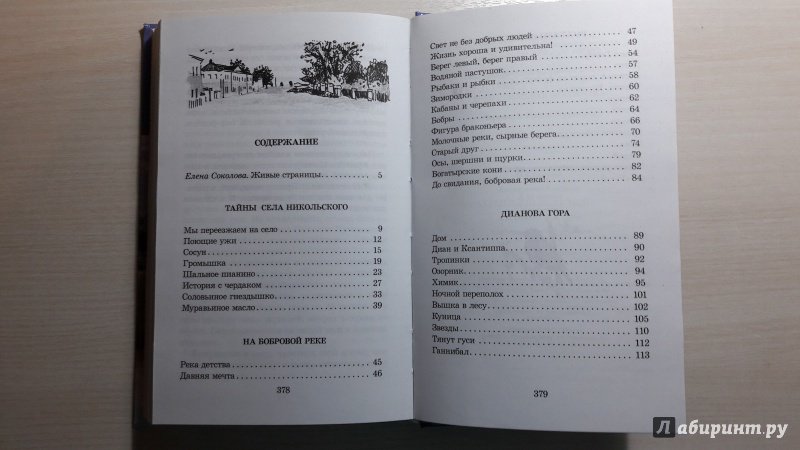 СОДЕРЖАНИЕ
Елена Соколова. Живые страницы. . . . . . . . . . . 5
ТАЙНЫ СЕЛА НИКОЛЬСКОГО
Мы переезжаем на село . . . . . . . . . . . 9
Поющие ужи . . . . . . . . . . . 12
Сосун . . . . . . . . . . . 15
Громышка . . . . . . . . . . . 19
Шальное пианино . . . . . . . . . . . 23
История с чердаком . . . . . . . . . . . 27
Соловьиное гнездышко . . . . . . . . . . . 33
Муравьиное масло . . . . . . . . . . . 39
НА БОБРОВОЙ РЕКЕ
Река детства . . . . . . . . . . . 45
Давняя мечта . . . . . . . . . . . 46
378
Свет не без добрых людей . . . . . . . . . . . 47
Жизнь хороша и удивительна! . . . . . . . . . . . 49
Берег левый, берег правый . . . . . . . . . . . 54
Водяной пастушок . . . . . . . . . . . 57
Рыбаки и рыбки . . . . . . . . . . . 58
Зимородки . . . . . . . . . . . 60
Кабаны и черепахи . . . . . . . . . . . 62
Бобры . . . . . . . . . . . 64
Фигура браконьера . . . . . . . . . . . 66
Молочные реки, сырные берега . . . . . . . . . . . 70
Старый друг . . . . . . . . . . . 74
Осы, шершни и щурки . . . . . . . . . . . 79
Богатырские кони . . . . . . . . . . . 82
До свидания, бобровая река! . . . . . . . . . . . 84
ДИАНОВА ГОРА
Дом . . . . . . . . . . . 89
Диан и Ксантиппа . . . . . . . . . . . 90
Тропинки . . . . . . . . . . . 92
Озорник . . . . . . . . . . . 94
Химик . . . . . . . . . . . 95
Ночной переполох . . . . . . . . . . . 101
Вышка в лесу . . . . . . . . . . . 102
Куница . . . . . . . . . . . 105
Звезды . . . . . . . . . . . 110
Тянут гуси . . . . . . . . . . . 112
Ганнибал . . . . . . . . . . . 113
379
Лабиринт.ру